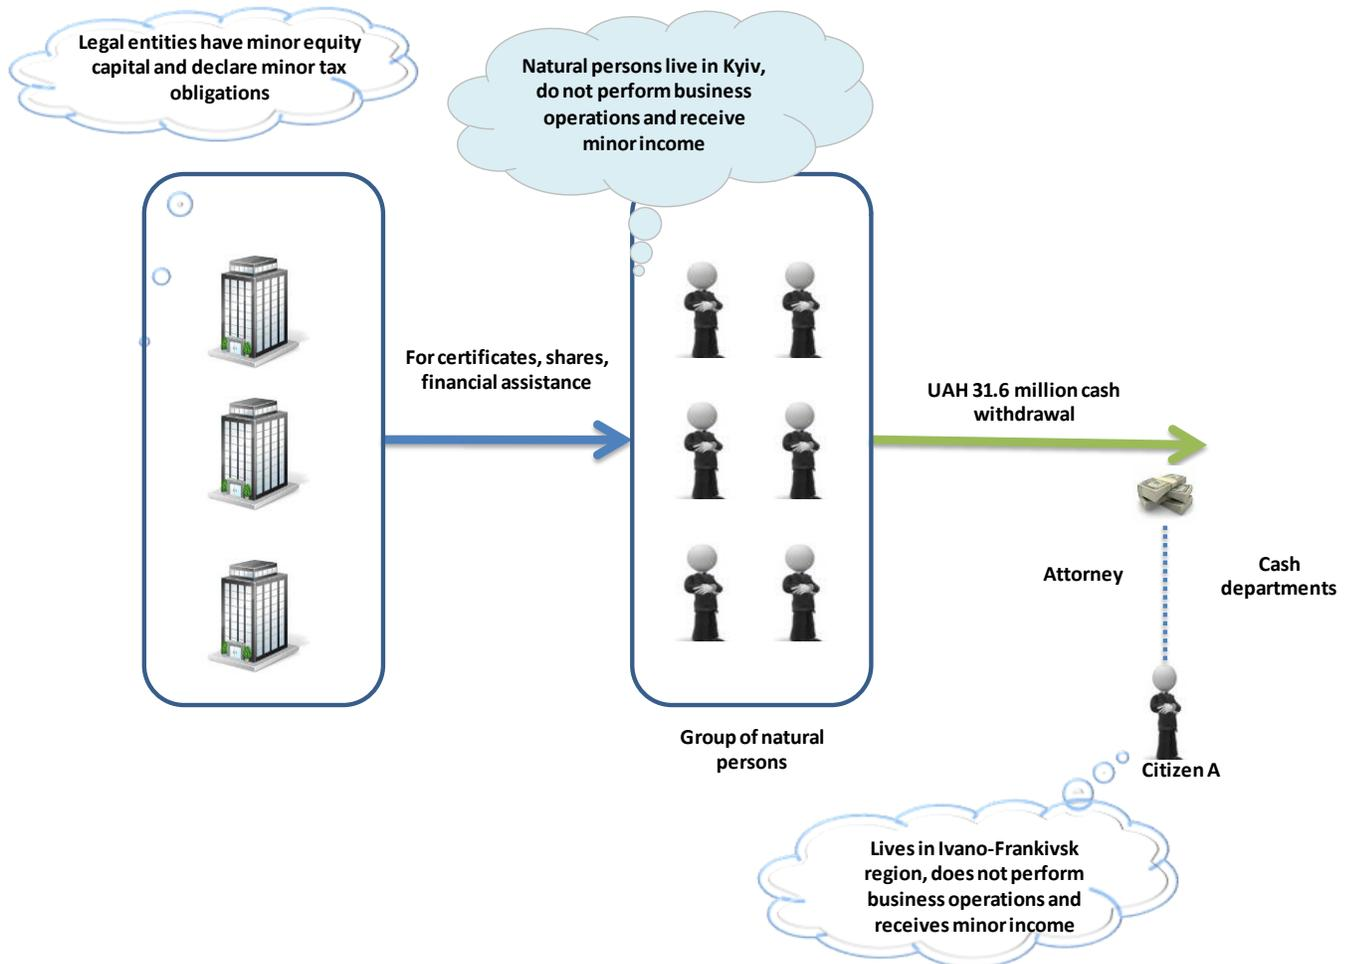 Legal entities have minor equity
capital and declare minor tax
obligations
Natural persons live in Kyiv,
do not perform business
operations and receive
minor income
For certificates, shares,
financial assistance
UAH 31.6 million cash
withdrawal
Attorney
Cash
departments
Group of natural
persons
Citizen A
Lives in Ivano-Frankivsk
region, does not perform
business operations and
receives minor income